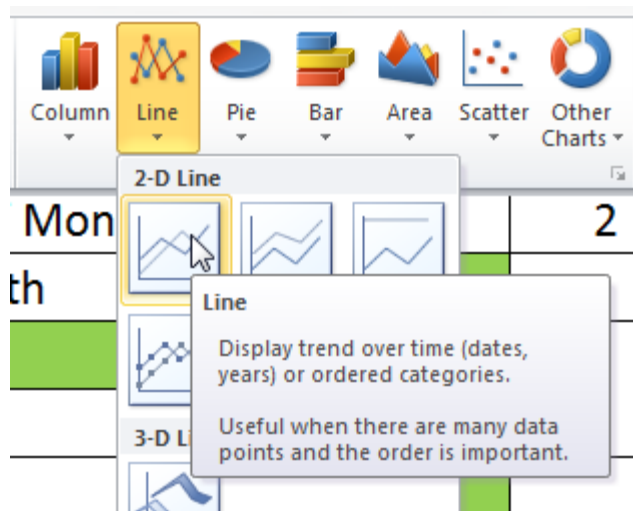 Column Line Pie Bar Area Scatter Other
Charts
2-D Line
Mon 2
th
Line
Display trend over time (dates,
years) or ordered categories.
Useful when there are many data
points and the order is important.
3-D Li